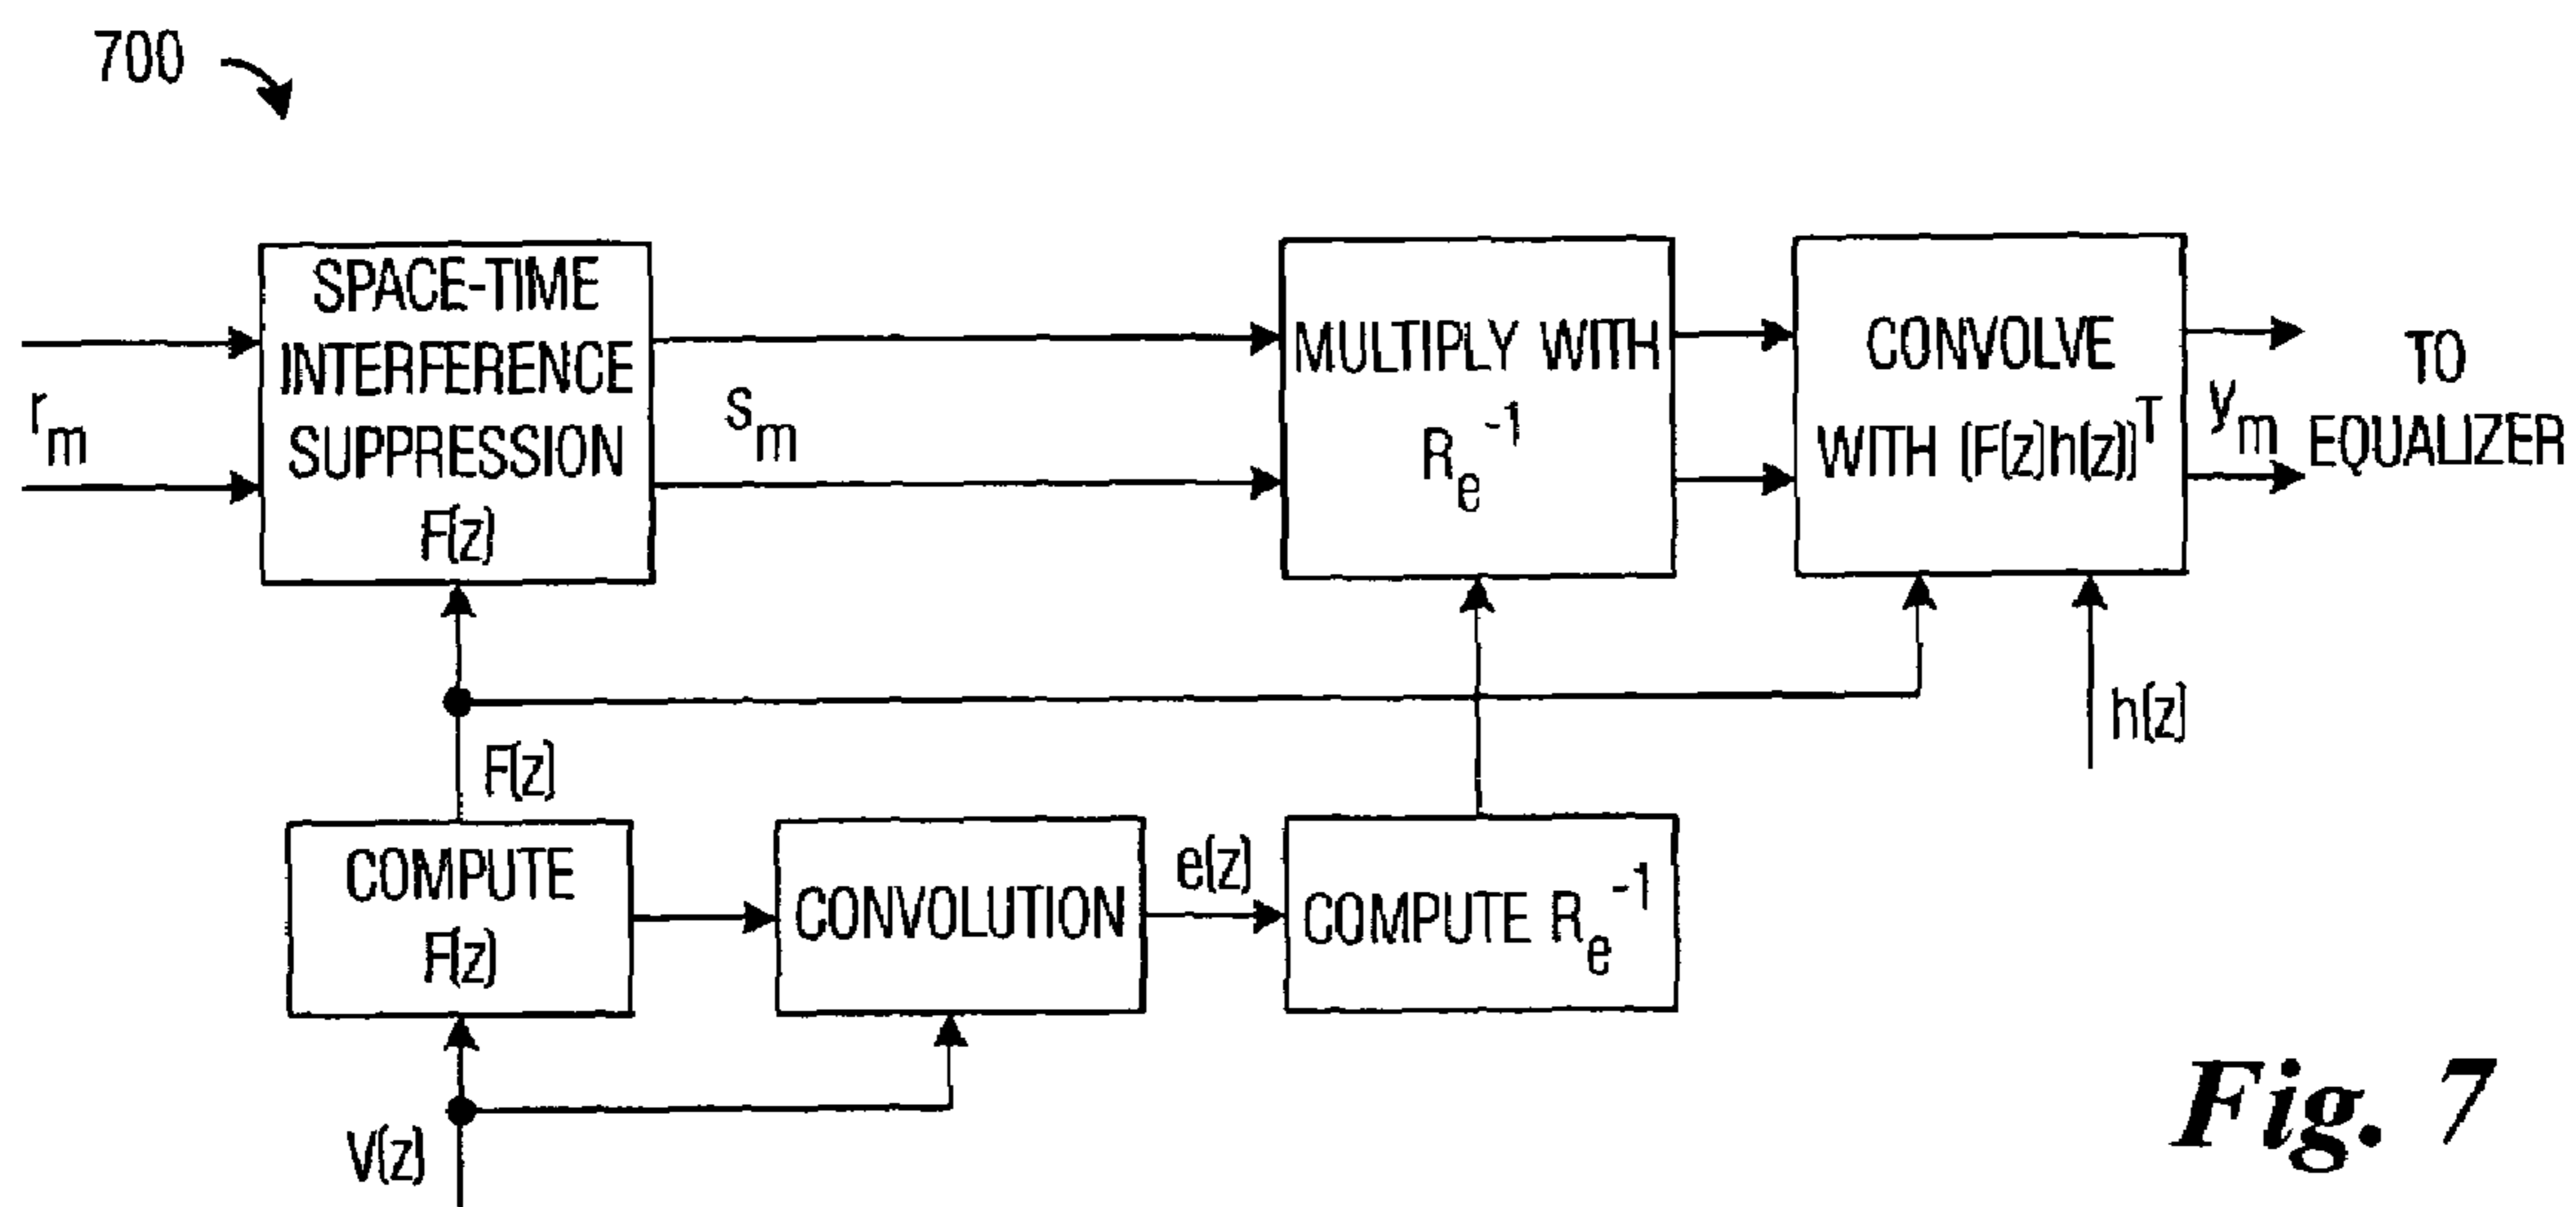 700
SPACE-TIME
INTERFERENCE
SUPPRESSION
F(z)
r_m
s_m
MULTIPLY WITH
R_e^-1
CONVOLVE
WITH (F(z)h(z))^T
y_m
TO
EQUALIZER
F(z)
h(z)
COMPUTE
F(z)
CONVOLUTION
e(z)
COMPUTE R_e^-1
V(z)
Fig. 7